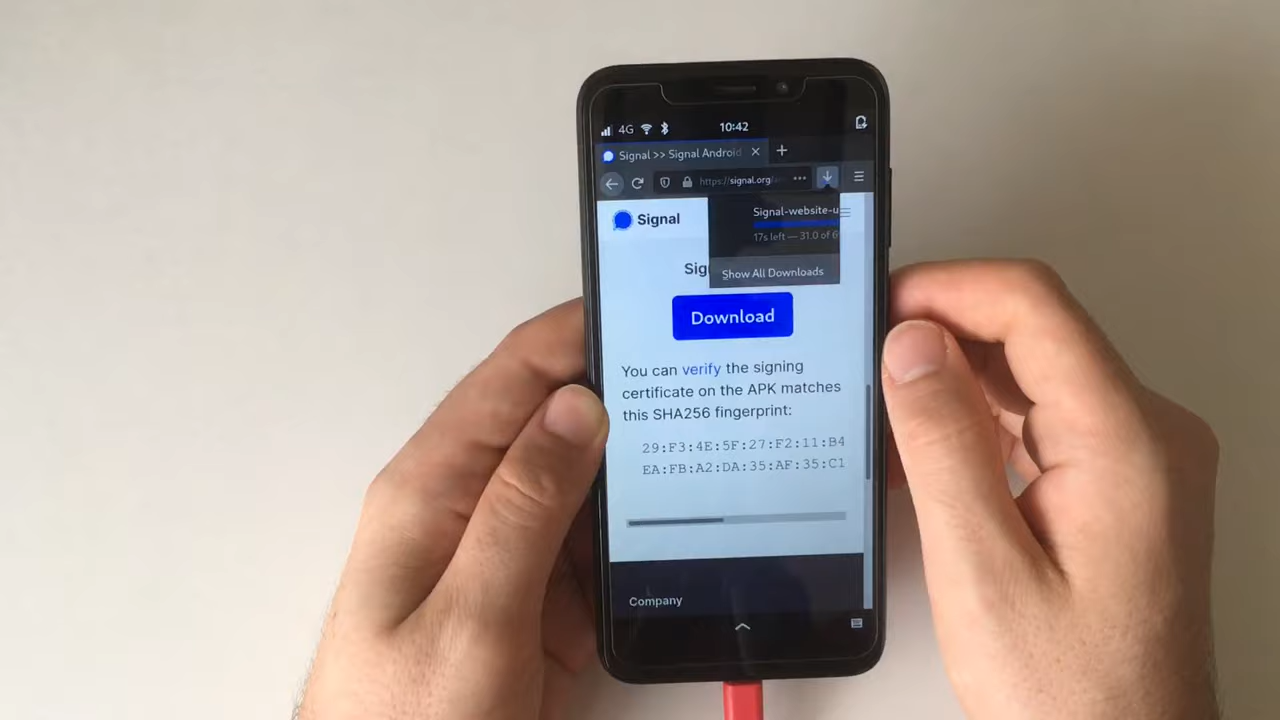 4G 10:42
Signal >> Signal Android
https://signal.org/
Signal
Signal-website-u
17s left — 31.0 of 6
Sig
Show All Downloads
Download
You can verify the signing
certificate on the APK matches
this SHA256 fingerprint:
29:F3:4E:5F:27:F2:11:B4
EA:FB:A2:DA:35:AF:35:C1
Company